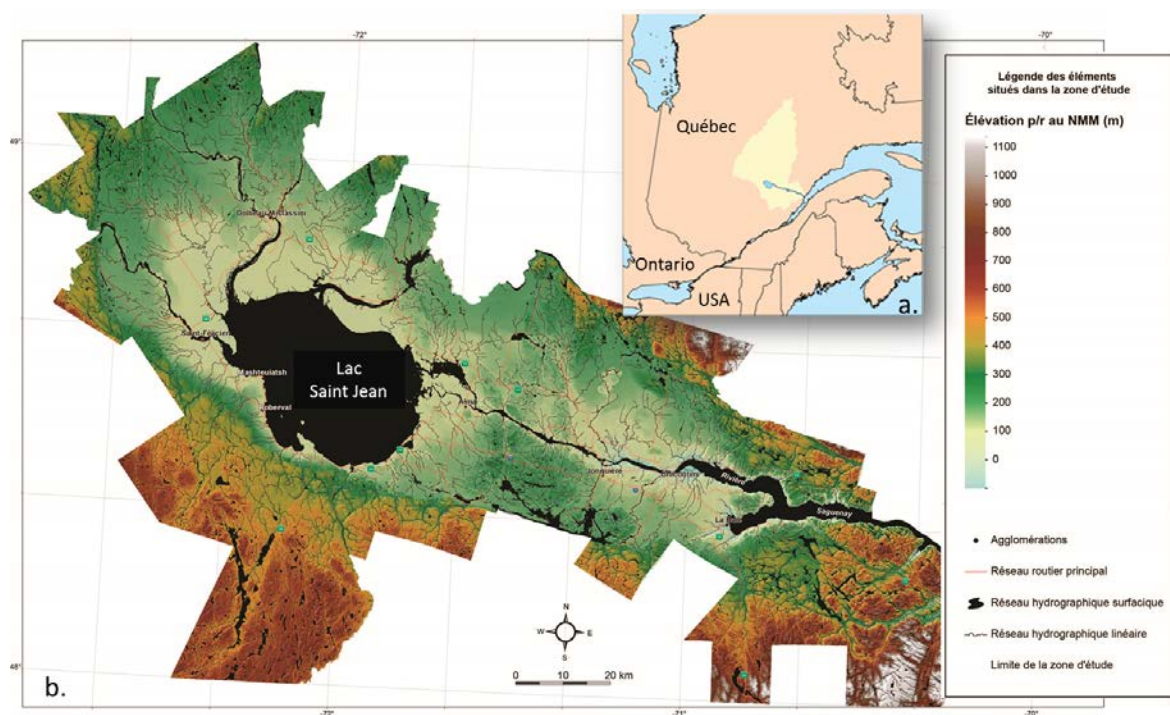 -72°
-70°
Québec
Ontario
USA
a.
49°
Dolbeau-Mistassini
Saint-Félicien
Mashteuiatsh
Roberval
Lac
Saint Jean
Alma
Jonquière
Chicoutimi
Rivière
Saguenay
La Baie
48°
N
W
E
S
0
10
20 km
b.
-72°
-71°
-70°
Légende des éléments
situés dans la zone d'étude
Élévation p/r au NMM (m)
1100
1000
900
800
700
600
500
400
300
200
100
0
Agglomérations
Réseau routier principal
Réseau hydrographique surfacique
Réseau hydrographique linéaire
Limite de la zone d'étude